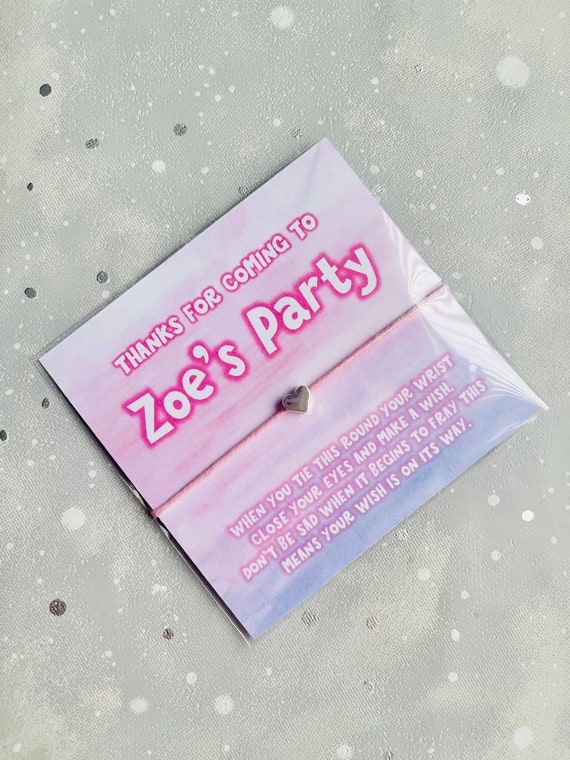 THANKS FOR COMING TO
Zoe's Party
WHEN YOU TIE THIS ROUND YOUR WRIST
CLOSE YOUR EYES AND MAKE A WISH.
DON'T BE SAD WHEN IT BEGINS TO FRAY THIS
MEANS YOUR WISH IS ON ITS WAY.